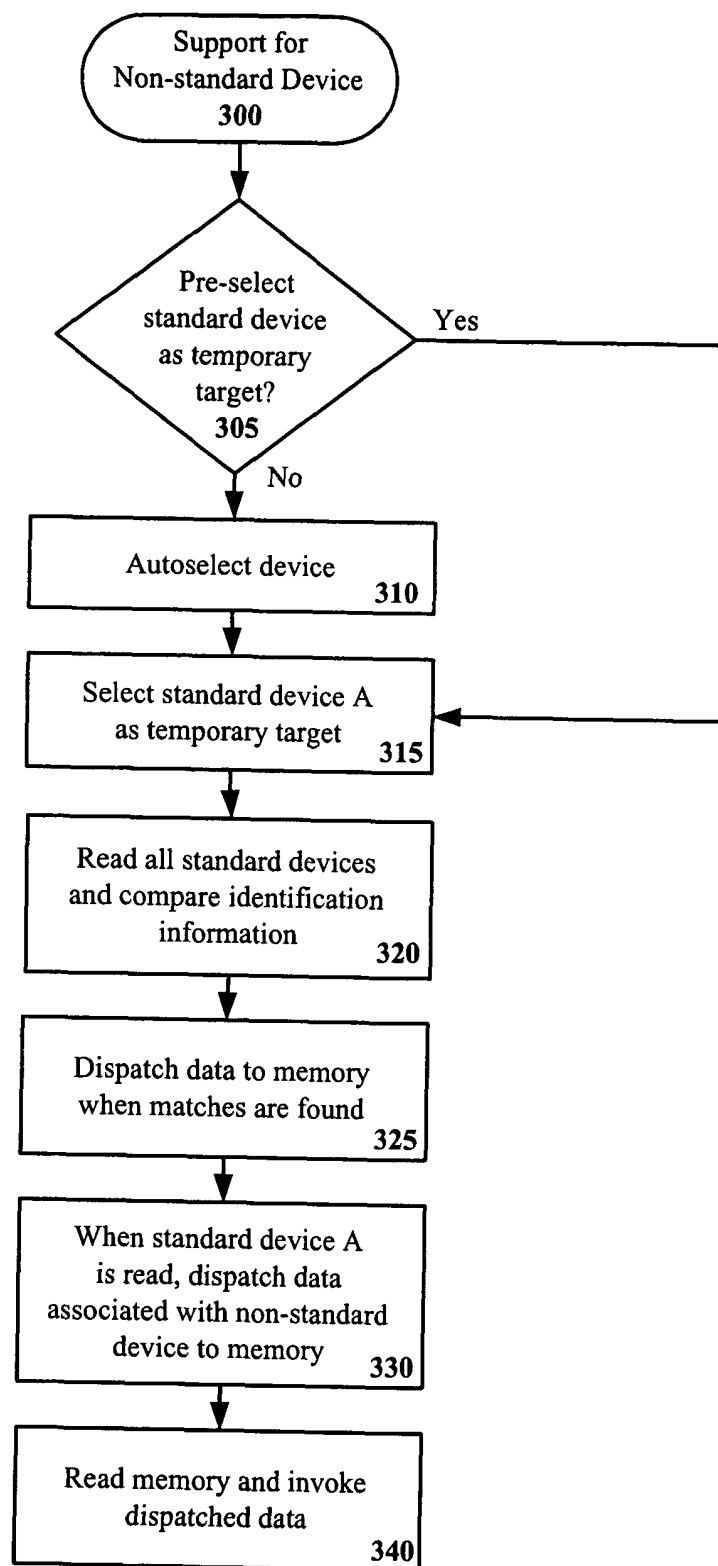 Support for
Non-standard Device
300
Pre-select
standard device
as temporary
target?
305
Yes
No
Autoselect device
310
Select standard device A
as temporary target
315
Read all standard devices
and compare identification
information
320
Dispatch data to memory
when matches are found
325
When standard device A
is read, dispatch data
associated with non-standard
device to memory
330
Read memory and invoke
dispatched data
340